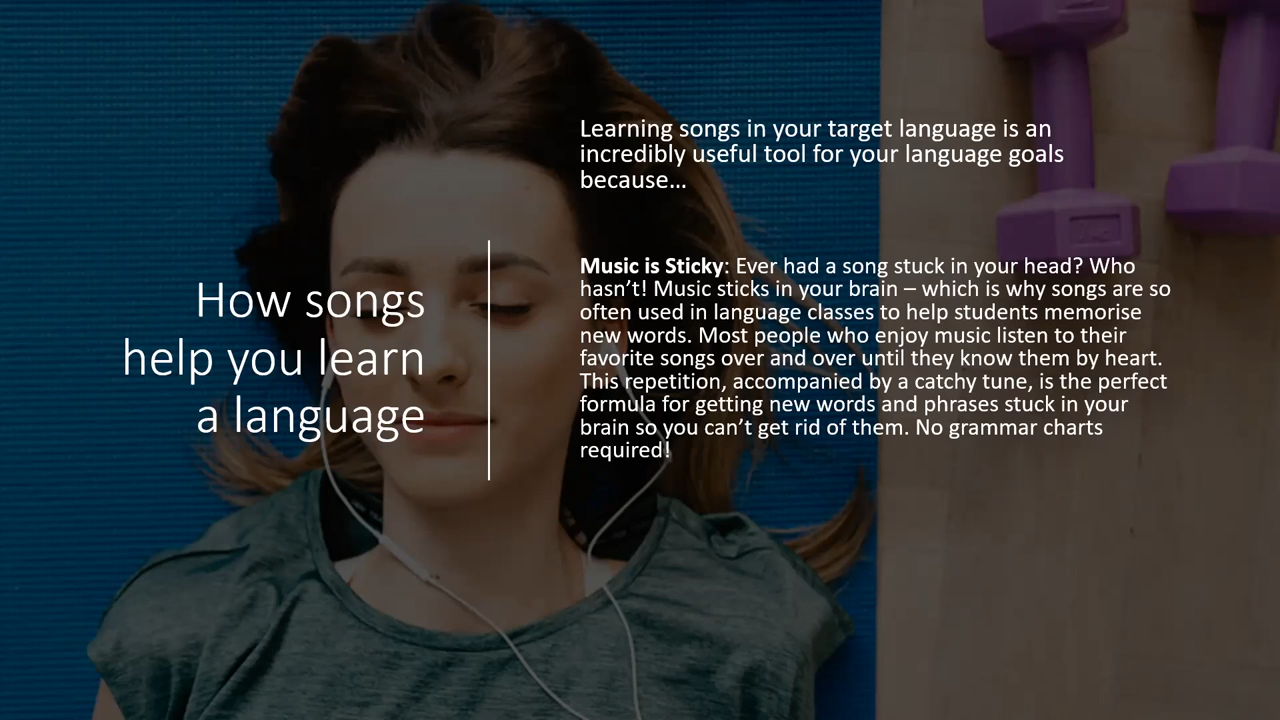 How songs
help you learn
a language
Learning songs in your target language is an
incredibly useful tool for your language goals
because…
Music is Sticky: Ever had a song stuck in your head? Who
hasn’t! Music sticks in your brain – which is why songs are so
often used in language classes to help students memorise
new words. Most people who enjoy music listen to their
favorite songs over and over until they know them by heart.
This repetition, accompanied by a catchy tune, is the perfect
formula for getting new words and phrases stuck in your
brain so you can’t get rid of them. No grammar charts
required!